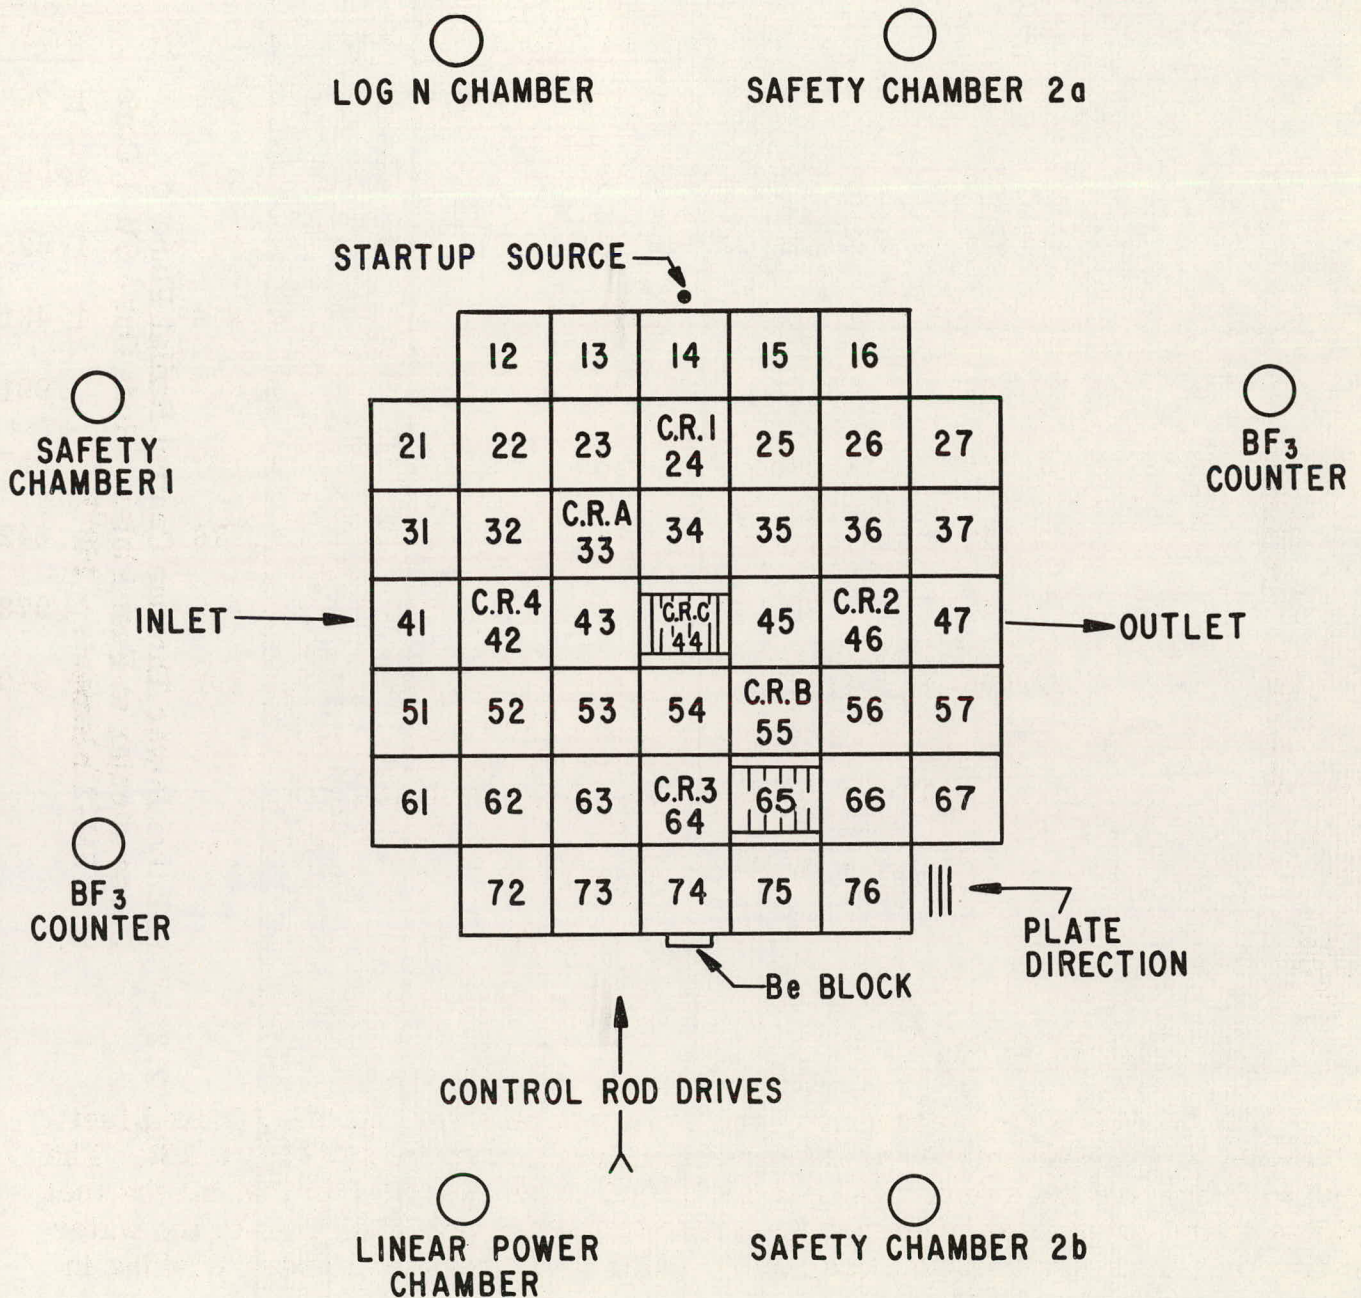 LOG N CHAMBER
SAFETY CHAMBER 2a
STARTUP SOURCE
12 13 14 15 16
SAFETY
CHAMBER 1
21 22 23 C.R.1 24 25 26 27
BF3
COUNTER
31 32 C.R.A 33 34 35 36 37
INLET
41 C.R.4 42 43 C.R.C 44 45 C.R.2 46 47
OUTLET
51 52 53 54 C.R.B 55 56 57
61 62 63 C.R.3 64 65 66 67
BF3
COUNTER
72 73 74 75 76
PLATE
DIRECTION
Be BLOCK
CONTROL ROD DRIVES
LINEAR POWER
CHAMBER
SAFETY CHAMBER 2b